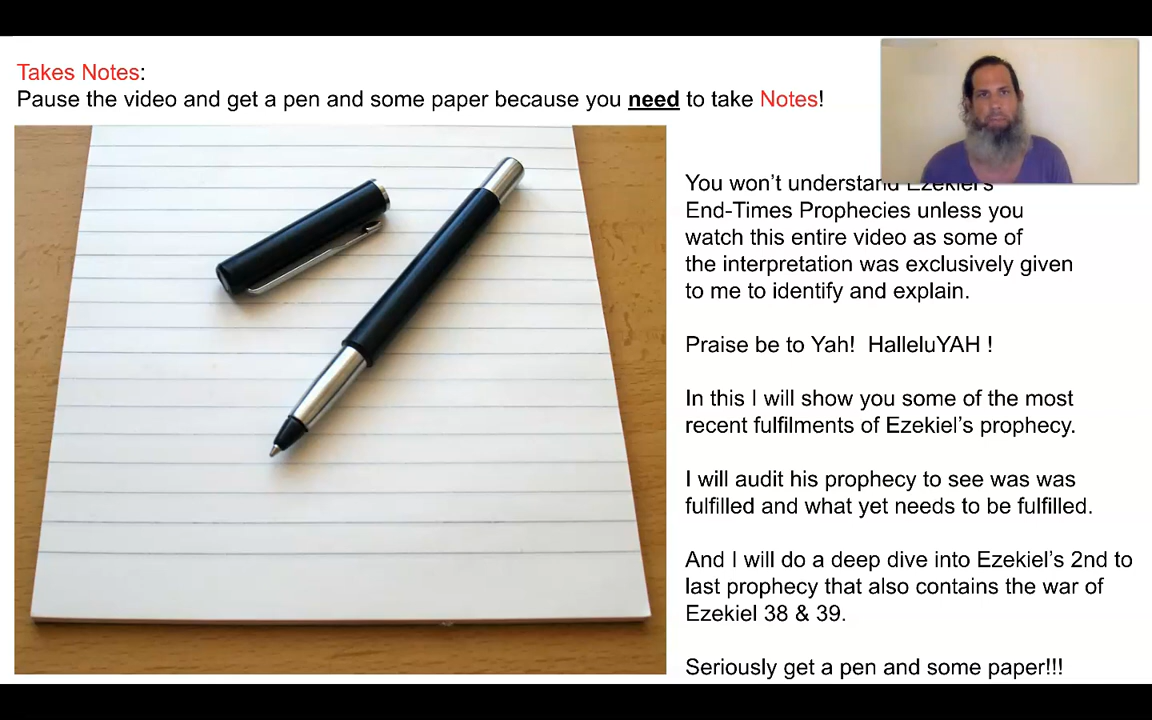 Takes Notes:
Pause the video and get a pen and some paper because you need to take Notes!
You won’t understand Ezekiel’s
End-Times Prophecies unless you
watch this entire video as some of
the interpretation was exclusively given
to me to identify and explain.
Praise be to Yah!  HalleluYAH !
In this I will show you some of the most
recent fulfilments of Ezekiel’s prophecy.
I will audit his prophecy to see was was
fulfilled and what yet needs to be fulfilled.
And I will do a deep dive into Ezekiel’s 2nd to
last prophecy that also contains the war of
Ezekiel 38 & 39.
Seriously get a pen and some paper!!!